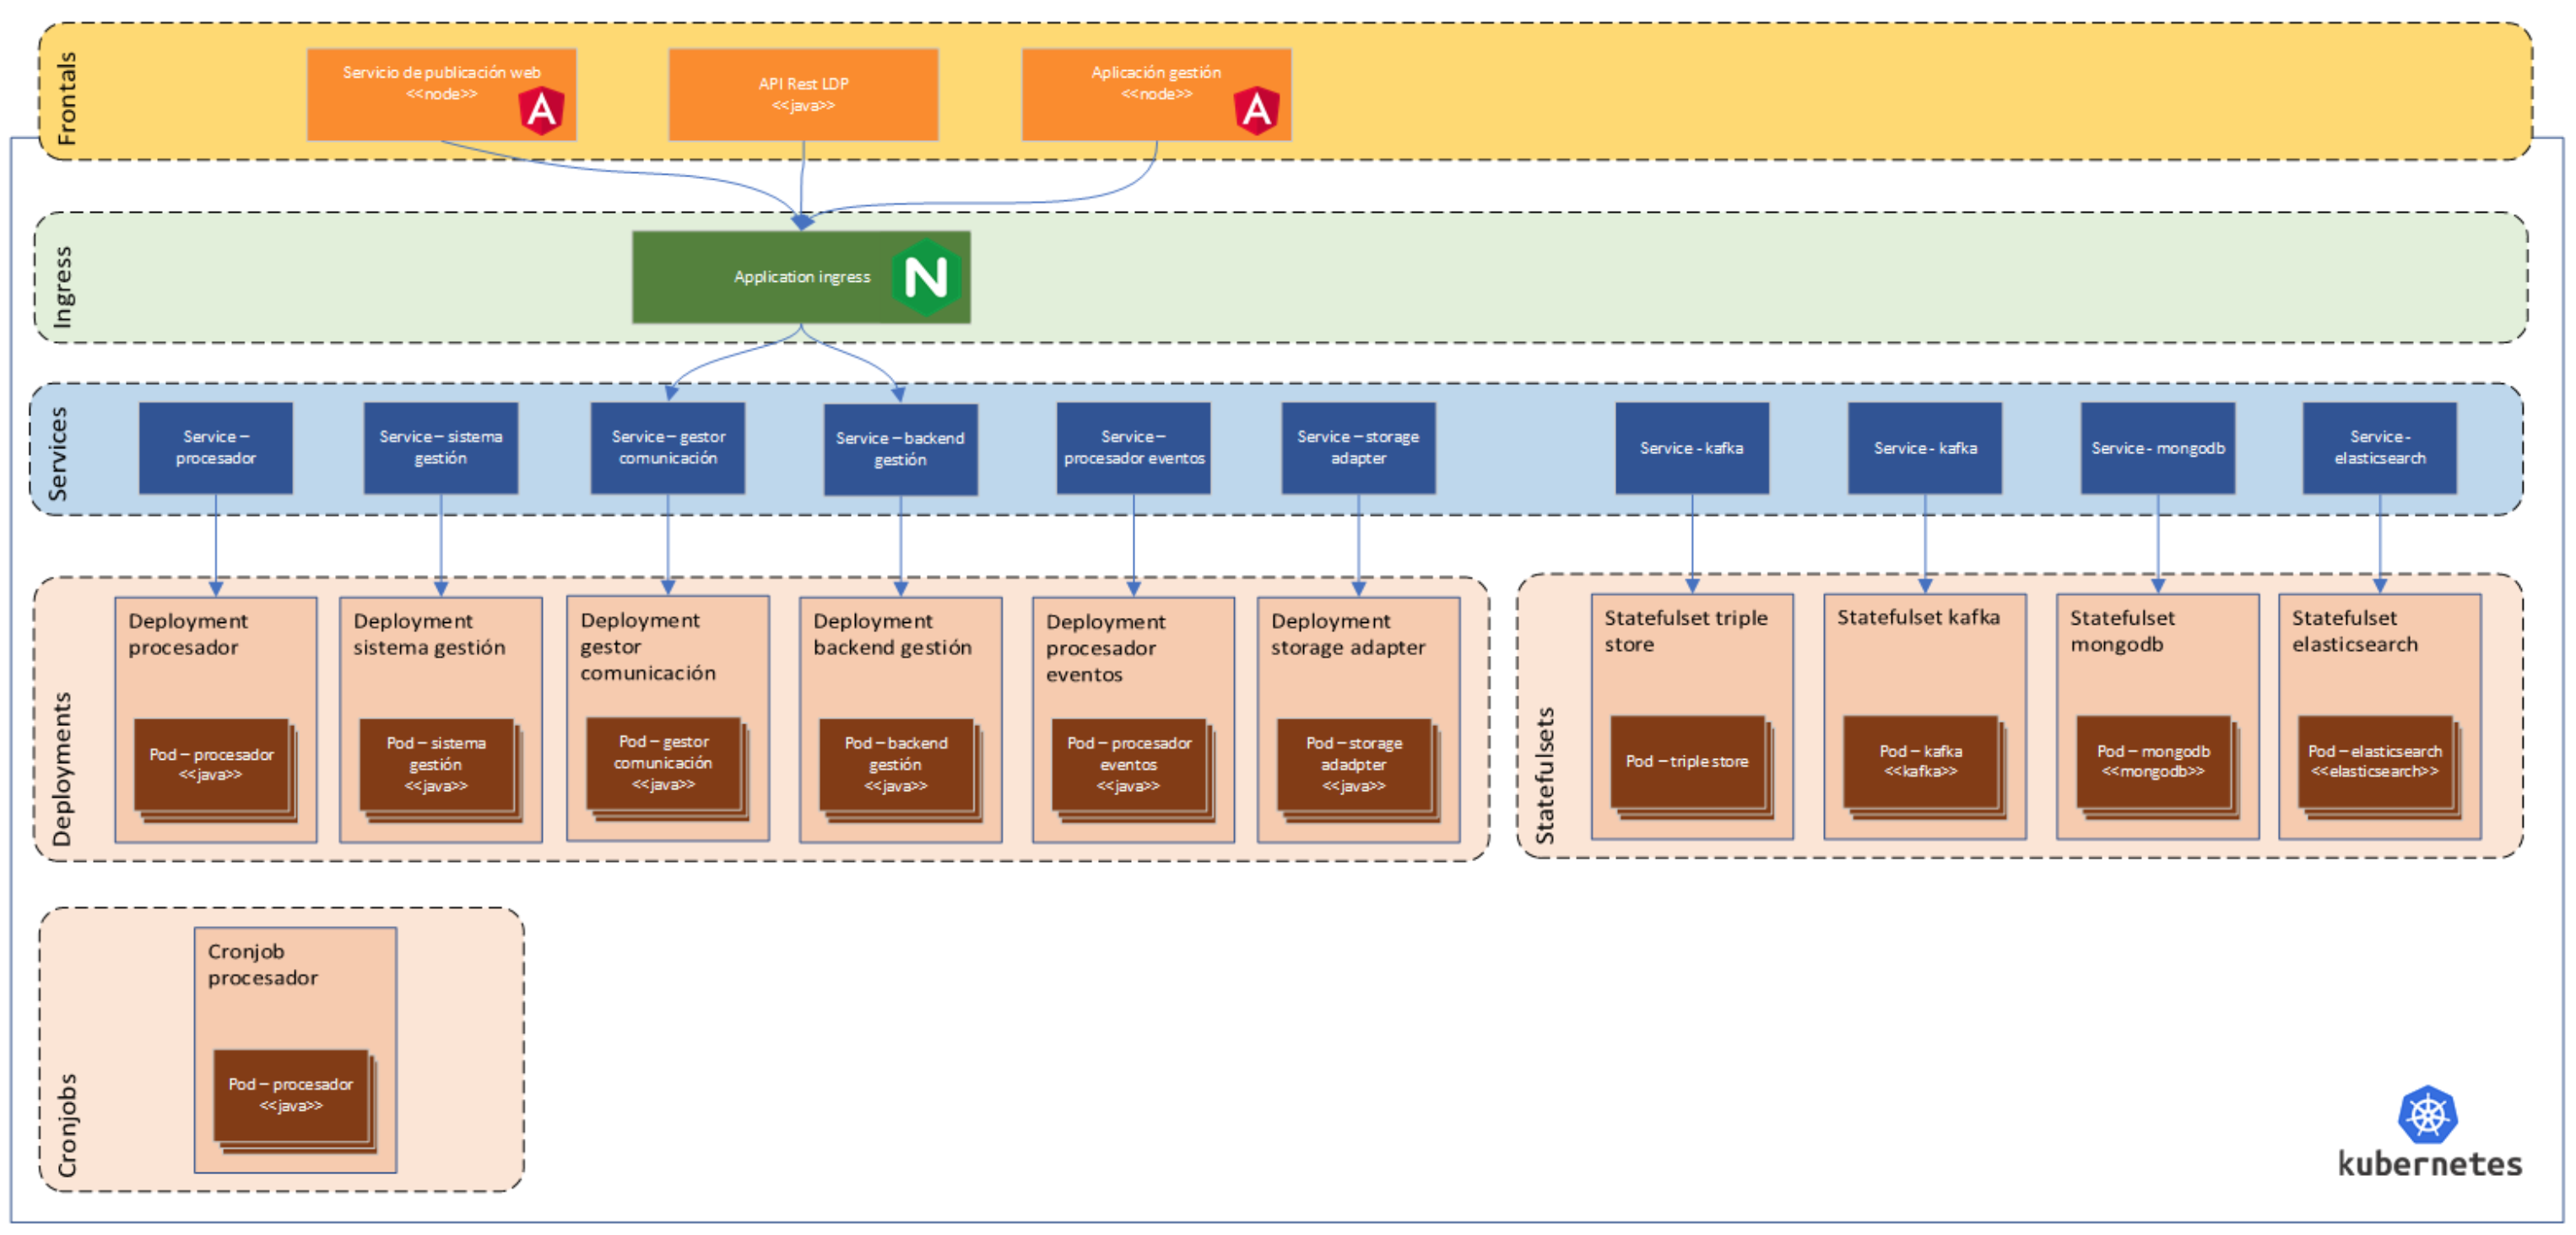 Frontals
Servicio de publicación web
<<node>>
API Rest LDP
<<java>>
Aplicación gestión
<<node>>
Ingress
Application ingress
Services
Service –
procesador
Service – sistema
gestión
Service – gestor
comunicación
Service – backend
gestión
Service –
procesador eventos
Service – storage
adapter
Service - kafka
Service - kafka
Service - mongodb
Service -
elasticsearch
Deployments
Deployment
procesador
Pod – procesador
<<java>>
Deployment
sistema gestión
Pod – sistema
gestión
<<java>>
Deployment
gestor
comunicación
Pod – gestor
comunicación
<<java>>
Deployment
backend gestión
Pod – backend
gestión
<<java>>
Deployment
procesador
eventos
Pod – procesador
eventos
<<java>>
Deployment
storage adapter
Pod – storage
adadpter
<<java>>
Statefulsets
Statefulset triple
store
Pod – triple store
Statefulset kafka
Pod – kafka
<<kafka>>
Statefulset
mongodb
Pod – mongodb
<<mongodb>>
Statefulset
elasticsearch
Pod – elasticsearch
<<elasticsearch>>
Cronjobs
Cronjob
procesador
Pod – procesador
<<java>>
kubernetes